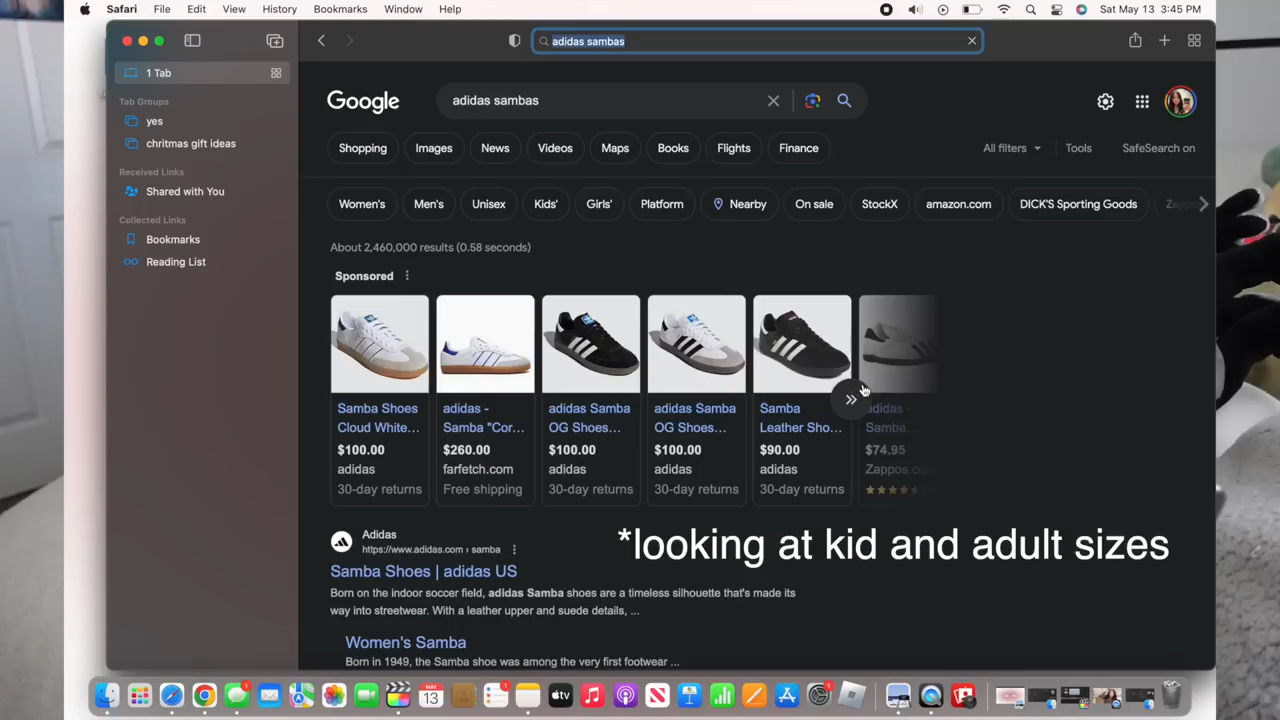 Safari File Edit View History Bookmarks Window Help Sat May 13 3:45 PM
adidas sambas
1 Tab
Tab Groups
yes
chritmas gift ideas
Received Links
Shared with You
Collected Links
Bookmarks
Reading List
Google adidas sambas
Shopping Images News Videos Maps Books Flights Finance All filters Tools SafeSearch on
Women's Men's Unisex Kids' Girls' Platform Nearby On sale StockX amazon.com DICK'S Sporting Goods Zappos
About 2,460,000 results (0.58 seconds)
Sponsored
Samba Shoes
Cloud White...
$100.00
adidas
30-day returns
adidas -
Samba "Cor...
$260.00
farfetch.com
Free shipping
adidas Samba
OG Shoes...
$100.00
adidas
30-day returns
adidas Samba
OG Shoes...
$100.00
adidas
30-day returns
Samba
Leather Sho...
$90.00
adidas
30-day returns
adidas -
Samba...
$74.95
Zappos.co
*looking at kid and adult sizes
Adidas
https://www.adidas.com › samba
Samba Shoes | adidas US
Born on the indoor soccer field, adidas Samba shoes are a timeless silhouette that's made its
way into streetwear. With a leather upper and suede details, ...
Women's Samba
Born in 1949, the Samba shoe was among the very first footwear ...
MAY
13
tv